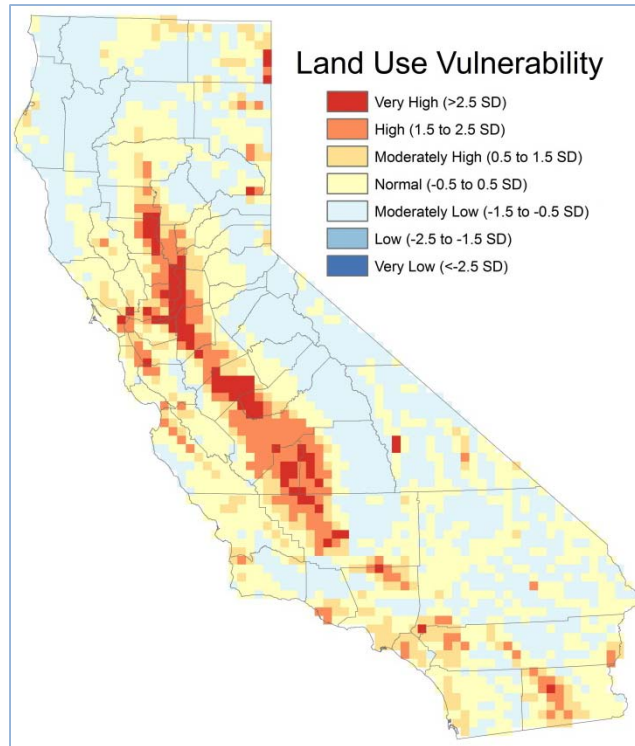 Land Use Vulnerability
Very High (>2.5 SD)
High (1.5 to 2.5 SD)
Moderately High (0.5 to 1.5 SD)
Normal (-0.5 to 0.5 SD)
Moderately Low (-1.5 to -0.5 SD)
Low (-2.5 to -1.5 SD)
Very Low (<-2.5 SD)